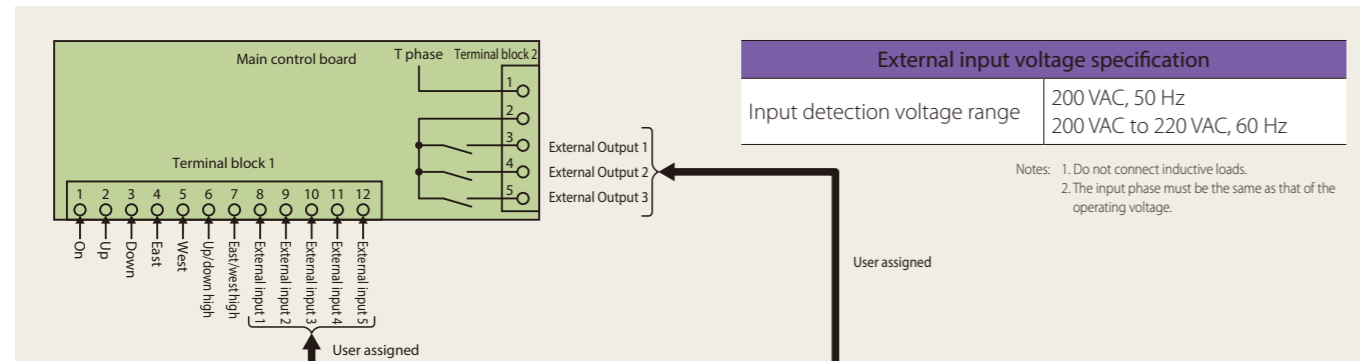 Main control board
T phase
Terminal block 2
1
2
3
4
5
External Output 1
External Output 2
External Output 3
Terminal block 1
1 2 3 4 5 6 7 8 9 10 11 12
On
Up
Down
East
West
Up/down high
East/west high
External input 1
External input 2
External input 3
External input 4
External input 5
User assigned
User assigned
External input voltage specification
Input detection voltage range
200 VAC, 50 Hz
200 VAC to 220 VAC, 60 Hz
Notes: 1. Do not connect inductive loads.
2. The input phase must be the same as that of the
operating voltage.